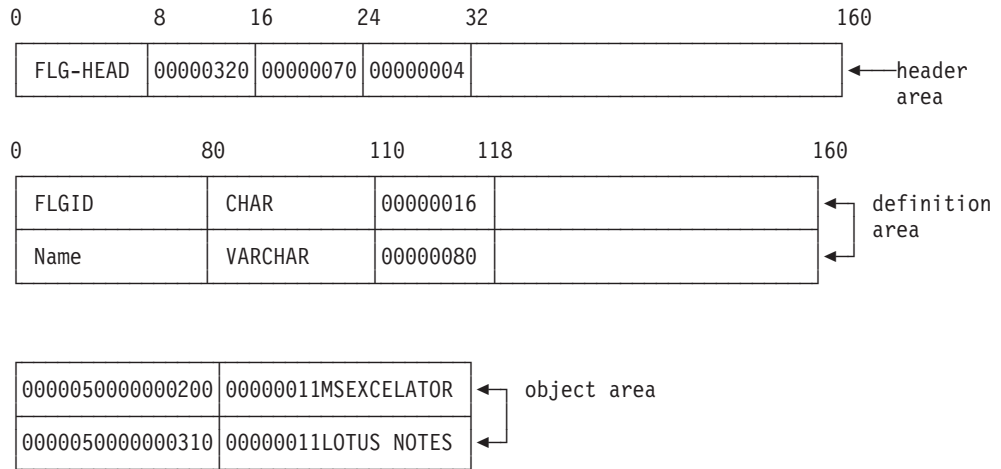 0 8 16 24 32 160
FLG-HEAD 00000320 00000070 00000004 header
area
0 80 110 118 160
FLGID CHAR 00000016 definition
area
Name VARCHAR 00000080
0000050000000200 00000011MSEXCELATOR object area
0000050000000310 00000011LOTUS NOTES